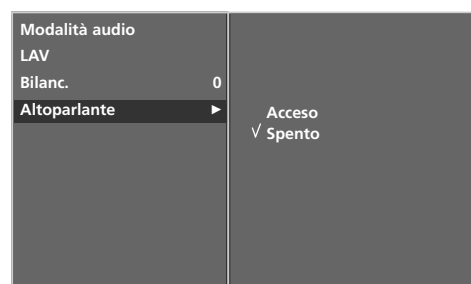 Modalità audio
LAV
Bilanc. 0
Altoparlante ►
Acceso
√ Spento